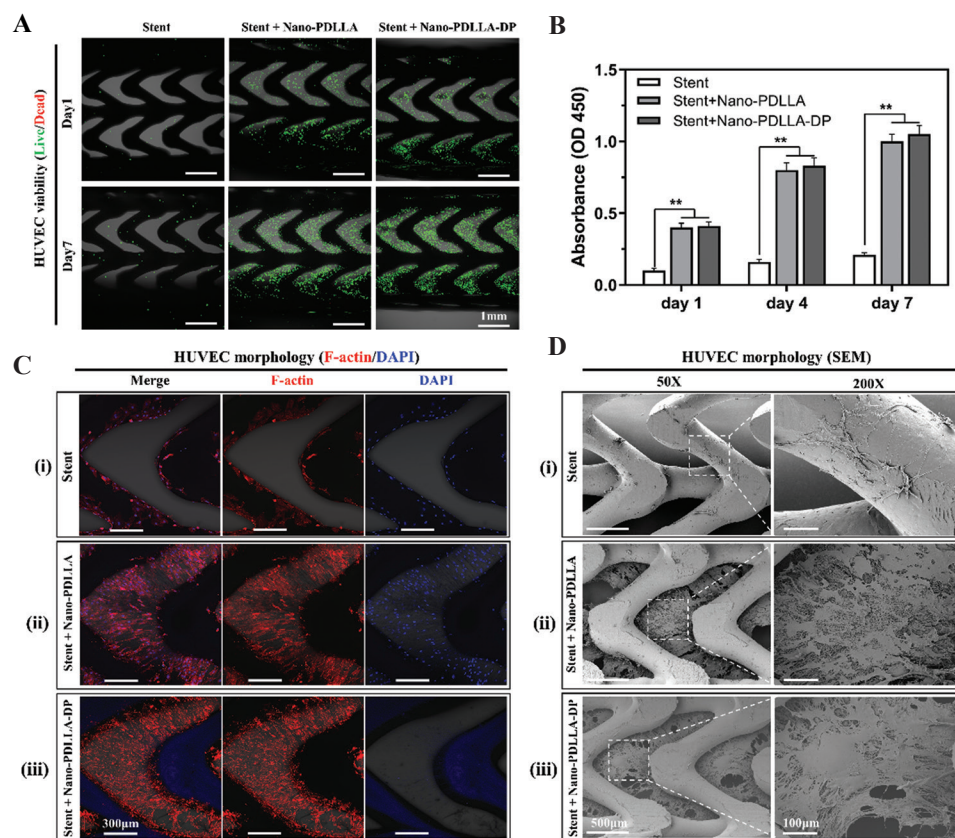 A
Stent
Stent + Nano-PDLLA
Stent + Nano-PDLLA-DP
HUVEC viability (Live/Dead)
Day1
Day7
1mm
B
Absorbance (OD 450)
1.5
1.0
0.5
0.0
Stent
Stent+Nano-PDLLA
Stent+Nano-PDLLA-DP
**
**
**
day 1
day 4
day 7
C
HUVEC morphology (F-actin/DAPI)
Merge
F-actin
DAPI
(i)
Stent
(ii)
Stent + Nano-PDLLA
(iii)
Stent + Nano-PDLLA-DP
300μm
D
HUVEC morphology (SEM)
50X
200X
(i)
Stent
(ii)
Stent + Nano-PDLLA
(iii)
Stent + Nano-PDLLA-DP
500μm
100μm